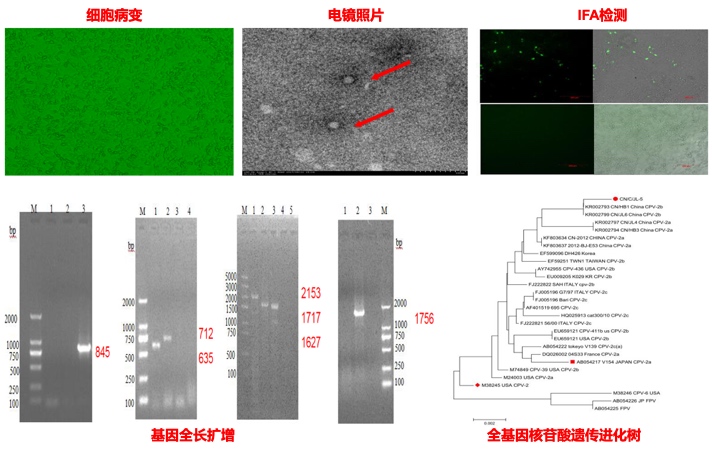 细胞病变
电镜照片
IFA检测
M 1 2 3
bp
2000
1000
750
500
250
100
845
M 1 2 3 4
bp
2000
1000
750
500
250
100
712
635
M 1 2 3 4 5
bp
5000
3000
2000
1000
750
500
250
100
2153
1717
1627
1 2 3 M
bp
2000
1000
750
500
250
100
1756
CN/CJL-5
KR002793 CN/HB1 China CPV-2b
KR002799 CN/JL6 China CPV-2b
KR002797 CN/JL4 China CPV-2a
KR002794 CN/HB3 China CPV-2a
KF803634 CN-2012 CHINA CPV-2a
KF803637 2012-BJ-E53 China CPV-2a
EF599096 DH426 Korea
EF59251 TWN1 TAIWAN CPV-2b
AY742955 CPV-436 USA CPV-2b
EU009205 K029 KR CPV-2b
FJ222822 SAH ITALY cpv-2b
FJ005196 G7/97 ITALY CPV-2c
FJ005196 Bari CPV-2c
AF401519 695 CPV-2c
HQ025913 cat300/10 CPV-2c
FJ222821 56/00 ITALY CPV-2c
EU659121 CPV-411b us CPV-2b
EU659121 USA CPV-2b
AB054222 tokoyo V139 CPV-2c(a)
DQ026002 04S33 France CPV-2a
AB054217 V154 JAPAN CPV-2a
M74849 CPV-39 USA CPV-2b
M24003 USA CPV-2a
M38245 USA CPV-2
M38246 CPV-6 USA
AB054226 JP FPV
AB054225 FPV
0.002
基因全长扩增
全基因核苷酸遗传进化树